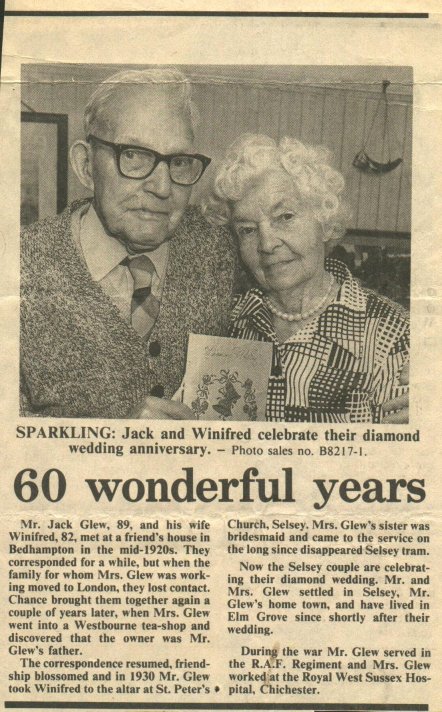 SPARKLING: Jack and Winifred celebrate their diamond
wedding anniversary. – Photo sales no. B8217-1.
60 wonderful years
Mr. Jack Glew, 89, and his wife
Winifred, 82, met at a friend's house in
Bedhampton in the mid-1920s. They
corresponded for a while, but when the
family for whom Mrs. Glew was work-
ing moved to London, they lost contact.
Chance brought them together again a
couple of years later, when Mrs. Glew
went into a Westbourne tea-shop and
discovered that the owner was Mr.
Glew's father.
The correspondence resumed, friend-
ship blossomed and in 1930 Mr. Glew
took Winifred to the altar at St. Peter's
Church, Selsey. Mrs. Glew's sister was
bridesmaid and came to the service on
the long since disappeared Selsey tram.
Now the Selsey couple are celebrat-
ing their diamond wedding. Mr. and
Mrs. Glew settled in Selsey, Mr.
Glew's home town, and have lived in
Elm Grove since shortly after their
wedding.
During the war Mr. Glew served in
the R.A.F. Regiment and Mrs. Glew
worked at the Royal West Sussex Hos-
pital, Chichester.